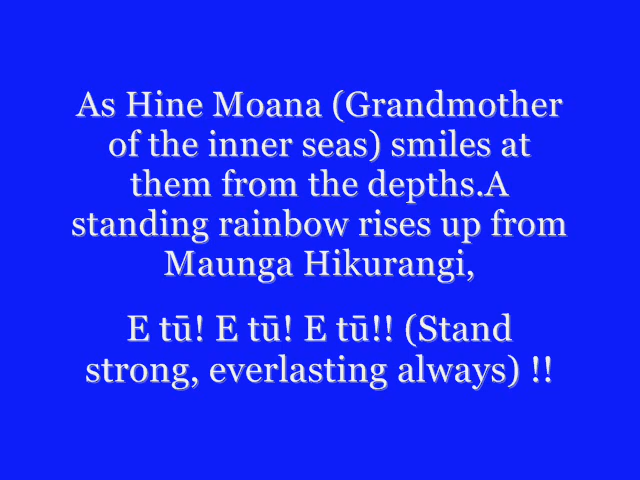 As Hine Moana (Grandmother
of the inner seas) smiles at
them from the depths.A
standing rainbow rises up from
Maunga Hikurangi,
E tū! E tū! E tū!! (Stand
strong, everlasting always) !!